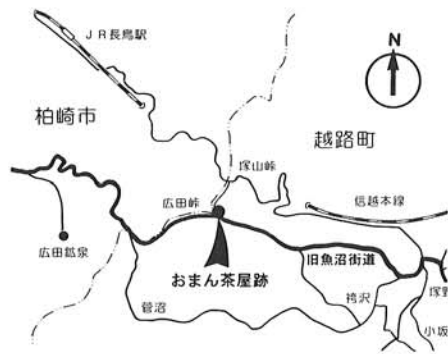 JR長鳥駅
N
柏崎市
越路町
塚山峠
信越本線
広田峠
広田鉱泉
おまん茶屋跡
旧魚沼街道
塚野
袴沢
菅沼
小坂